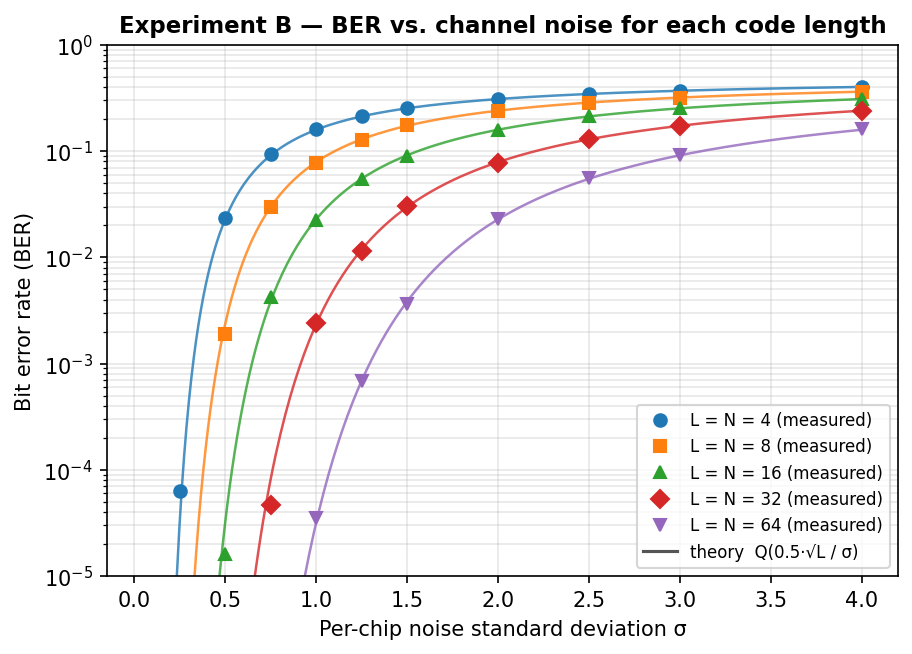 Experiment B — BER vs. channel noise for each code length
Bit error rate (BER)
10⁰
10⁻¹
10⁻²
10⁻³
10⁻⁴
10⁻⁵
L = N = 4 (measured)
L = N = 8 (measured)
L = N = 16 (measured)
L = N = 32 (measured)
L = N = 64 (measured)
theory Q(0.5·√L / σ)
0.0 0.5 1.0 1.5 2.0 2.5 3.0 3.5 4.0
Per-chip noise standard deviation σ